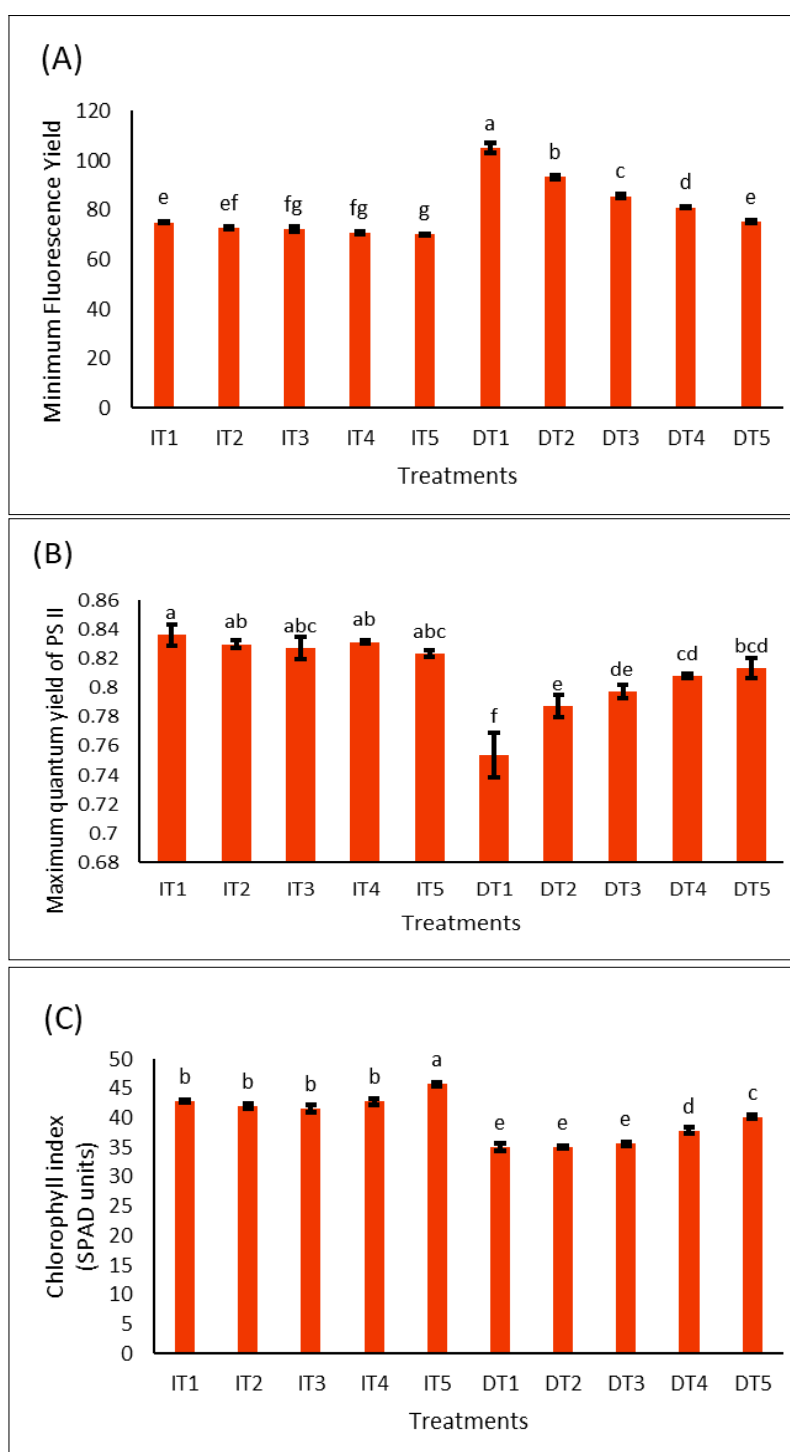 (A)
Minimum Fluorescence Yield
120
100
80
60
40
20
0
e ef fg fg g a b c d e
IT1 IT2 IT3 IT4 IT5 DT1 DT2 DT3 DT4 DT5
Treatments
(B)
Maximum quantum yield of PS II
0.86
0.84
0.82
0.8
0.78
0.76
0.74
0.72
0.7
0.68
a ab abc ab abc f e de cd bcd
IT1 IT2 IT3 IT4 IT5 DT1 DT2 DT3 DT4 DT5
Treatments
(C)
Chlorophyll index
(SPAD units)
50
45
40
35
30
25
20
15
10
5
0
b b b b a e e e d c
IT1 IT2 IT3 IT4 IT5 DT1 DT2 DT3 DT4 DT5
Treatments